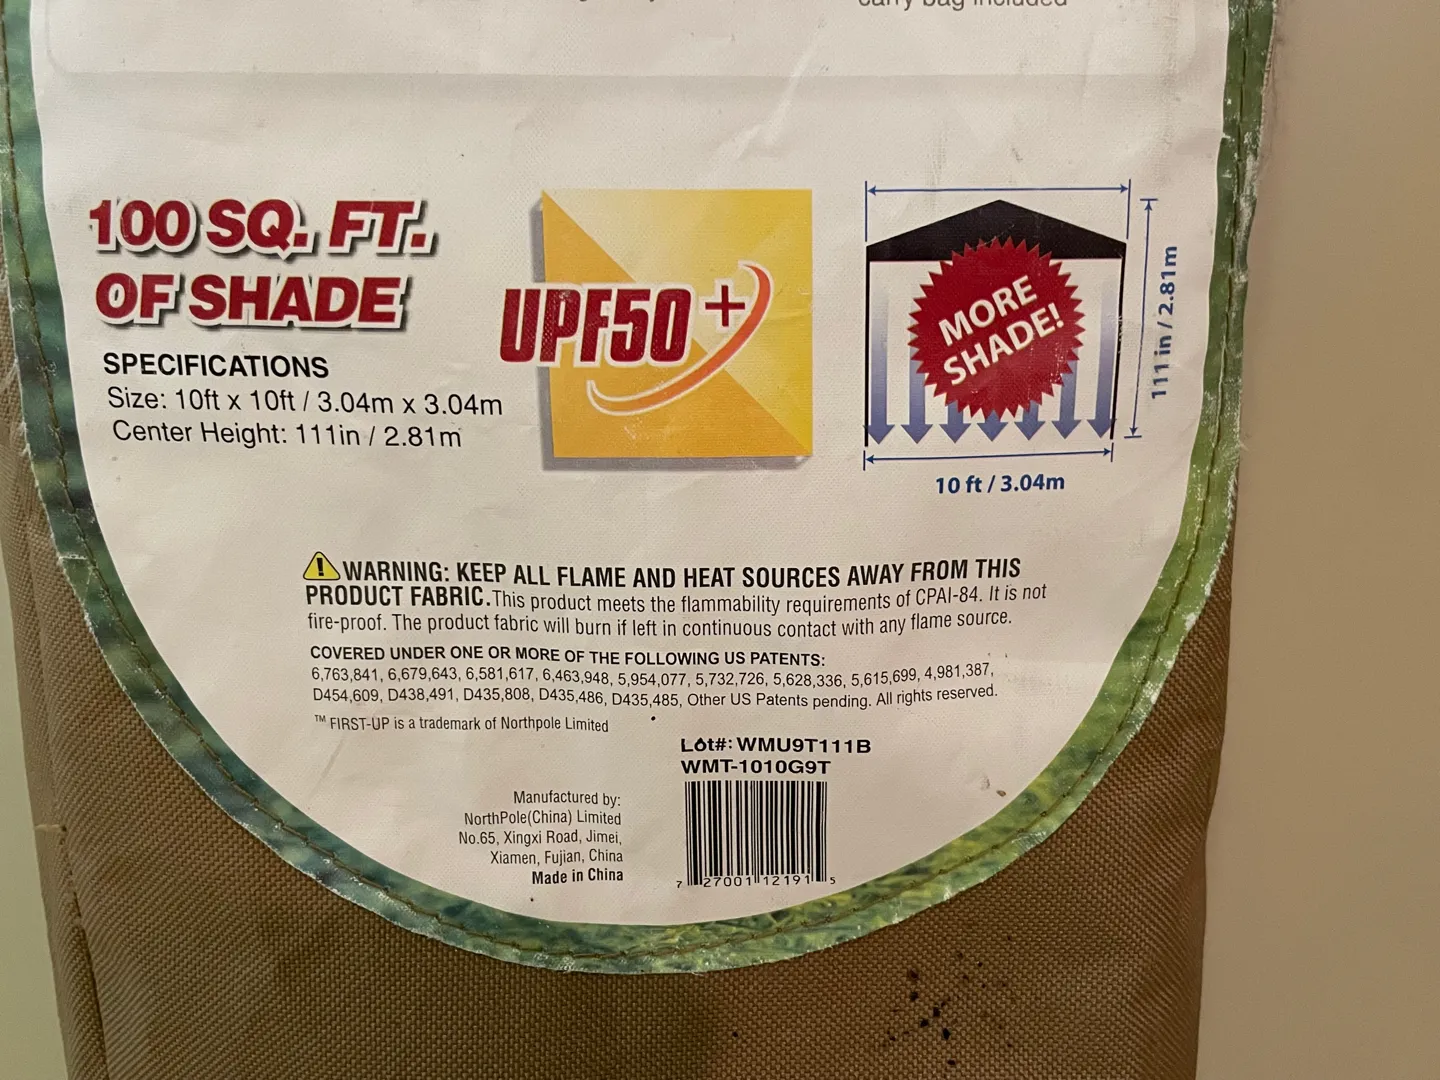 carry bag included
100 SQ. FT.
OF SHADE
SPECIFICATIONS
Size: 10ft x 10ft / 3.04m x 3.04m
Center Height: 111in / 2.81m
UPF50+
MORE
SHADE!
111 in / 2.81m
10 ft / 3.04m
WARNING: KEEP ALL FLAME AND HEAT SOURCES AWAY FROM THIS
PRODUCT FABRIC. This product meets the flammability requirements of CPAI-84. It is not
fire-proof. The product fabric will burn if left in continuous contact with any flame source.
COVERED UNDER ONE OR MORE OF THE FOLLOWING US PATENTS:
6,763,841, 6,679,643, 6,581,617, 6,463,948, 5,954,077, 5,732,726, 5,628,336, 5,615,699, 4,981,387,
D454,609, D438,491, D435,808, D435,486, D435,485, Other US Patents pending. All rights reserved.
™ FIRST-UP is a trademark of Northpole Limited
Lot#: WMU9T111B
WMT-1010G9T
Manufactured by:
NorthPole(China) Limited
No.65, Xingxi Road, Jimei,
Xiamen, Fujian, China
Made in China
7 27001 12191 5